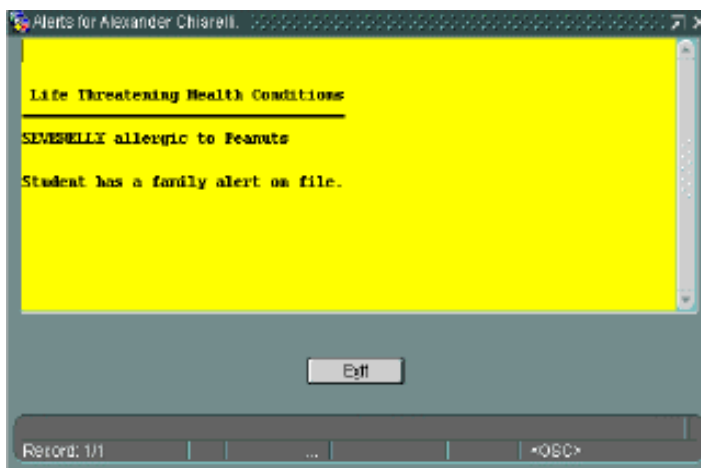 Alerts for Alexander Chiarelli.
Life Threatening Health Conditions
SEVERELLY allergic to Peanuts
Student has a family alert on file.
Exit
Record: 1/1
...
<OSC>